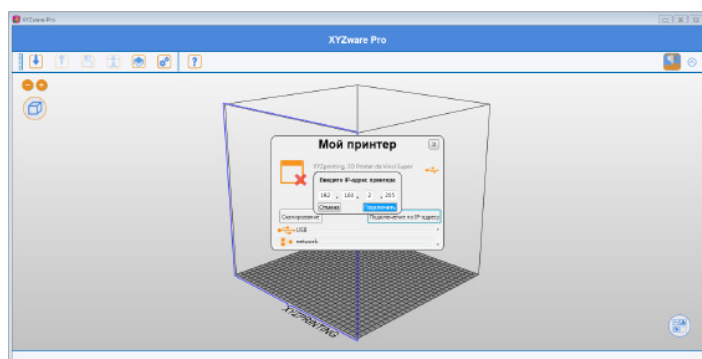 XYZware Pro
XYZware Pro
?
Мой принтер
XYZprinting, 3D Printer da Vinci Super
Введите IP-адрес принтера
192 . 168 . 2 . 205
Отмена Подключить
Сканирование Подключение по IP-адресу
USB
network
XYZPRINTING